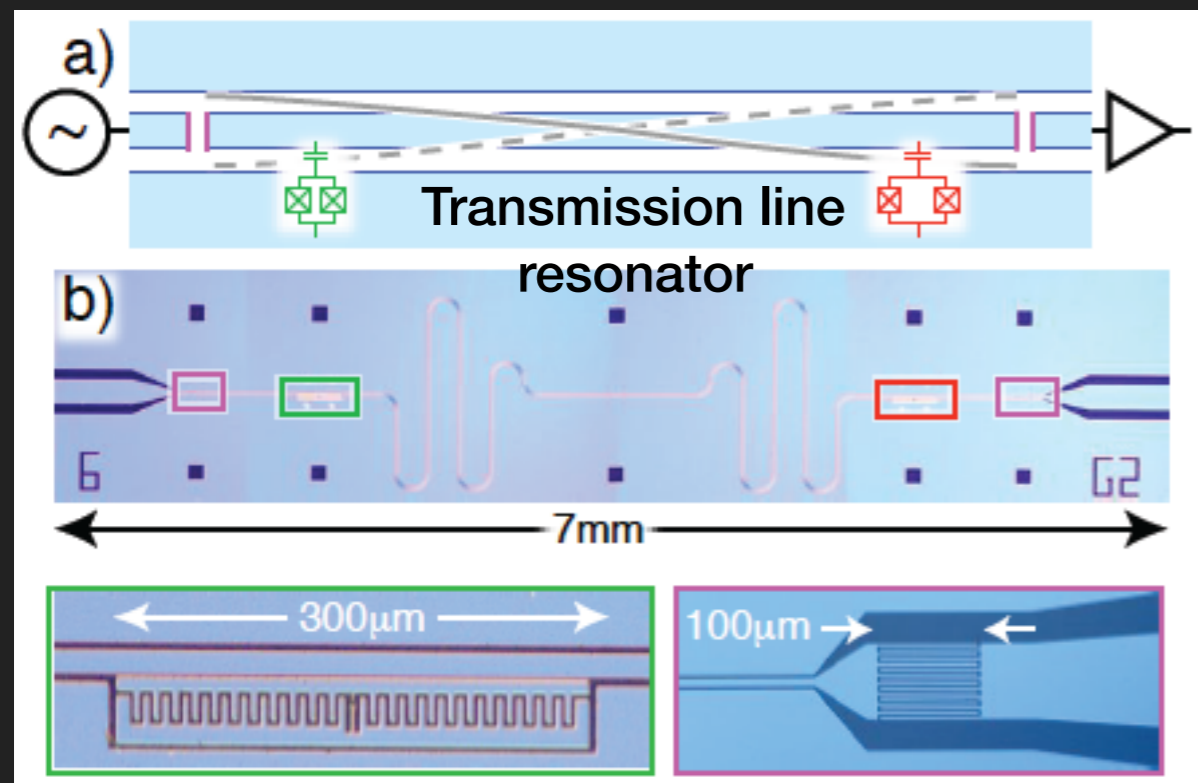 a)
~
Transmission line
resonator
b)
6
G2
7mm
300μm
100μm